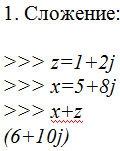 1. Сложение:
>>> z=1+2j
>>> x=5+8j
>>> x+z
(6+10j)